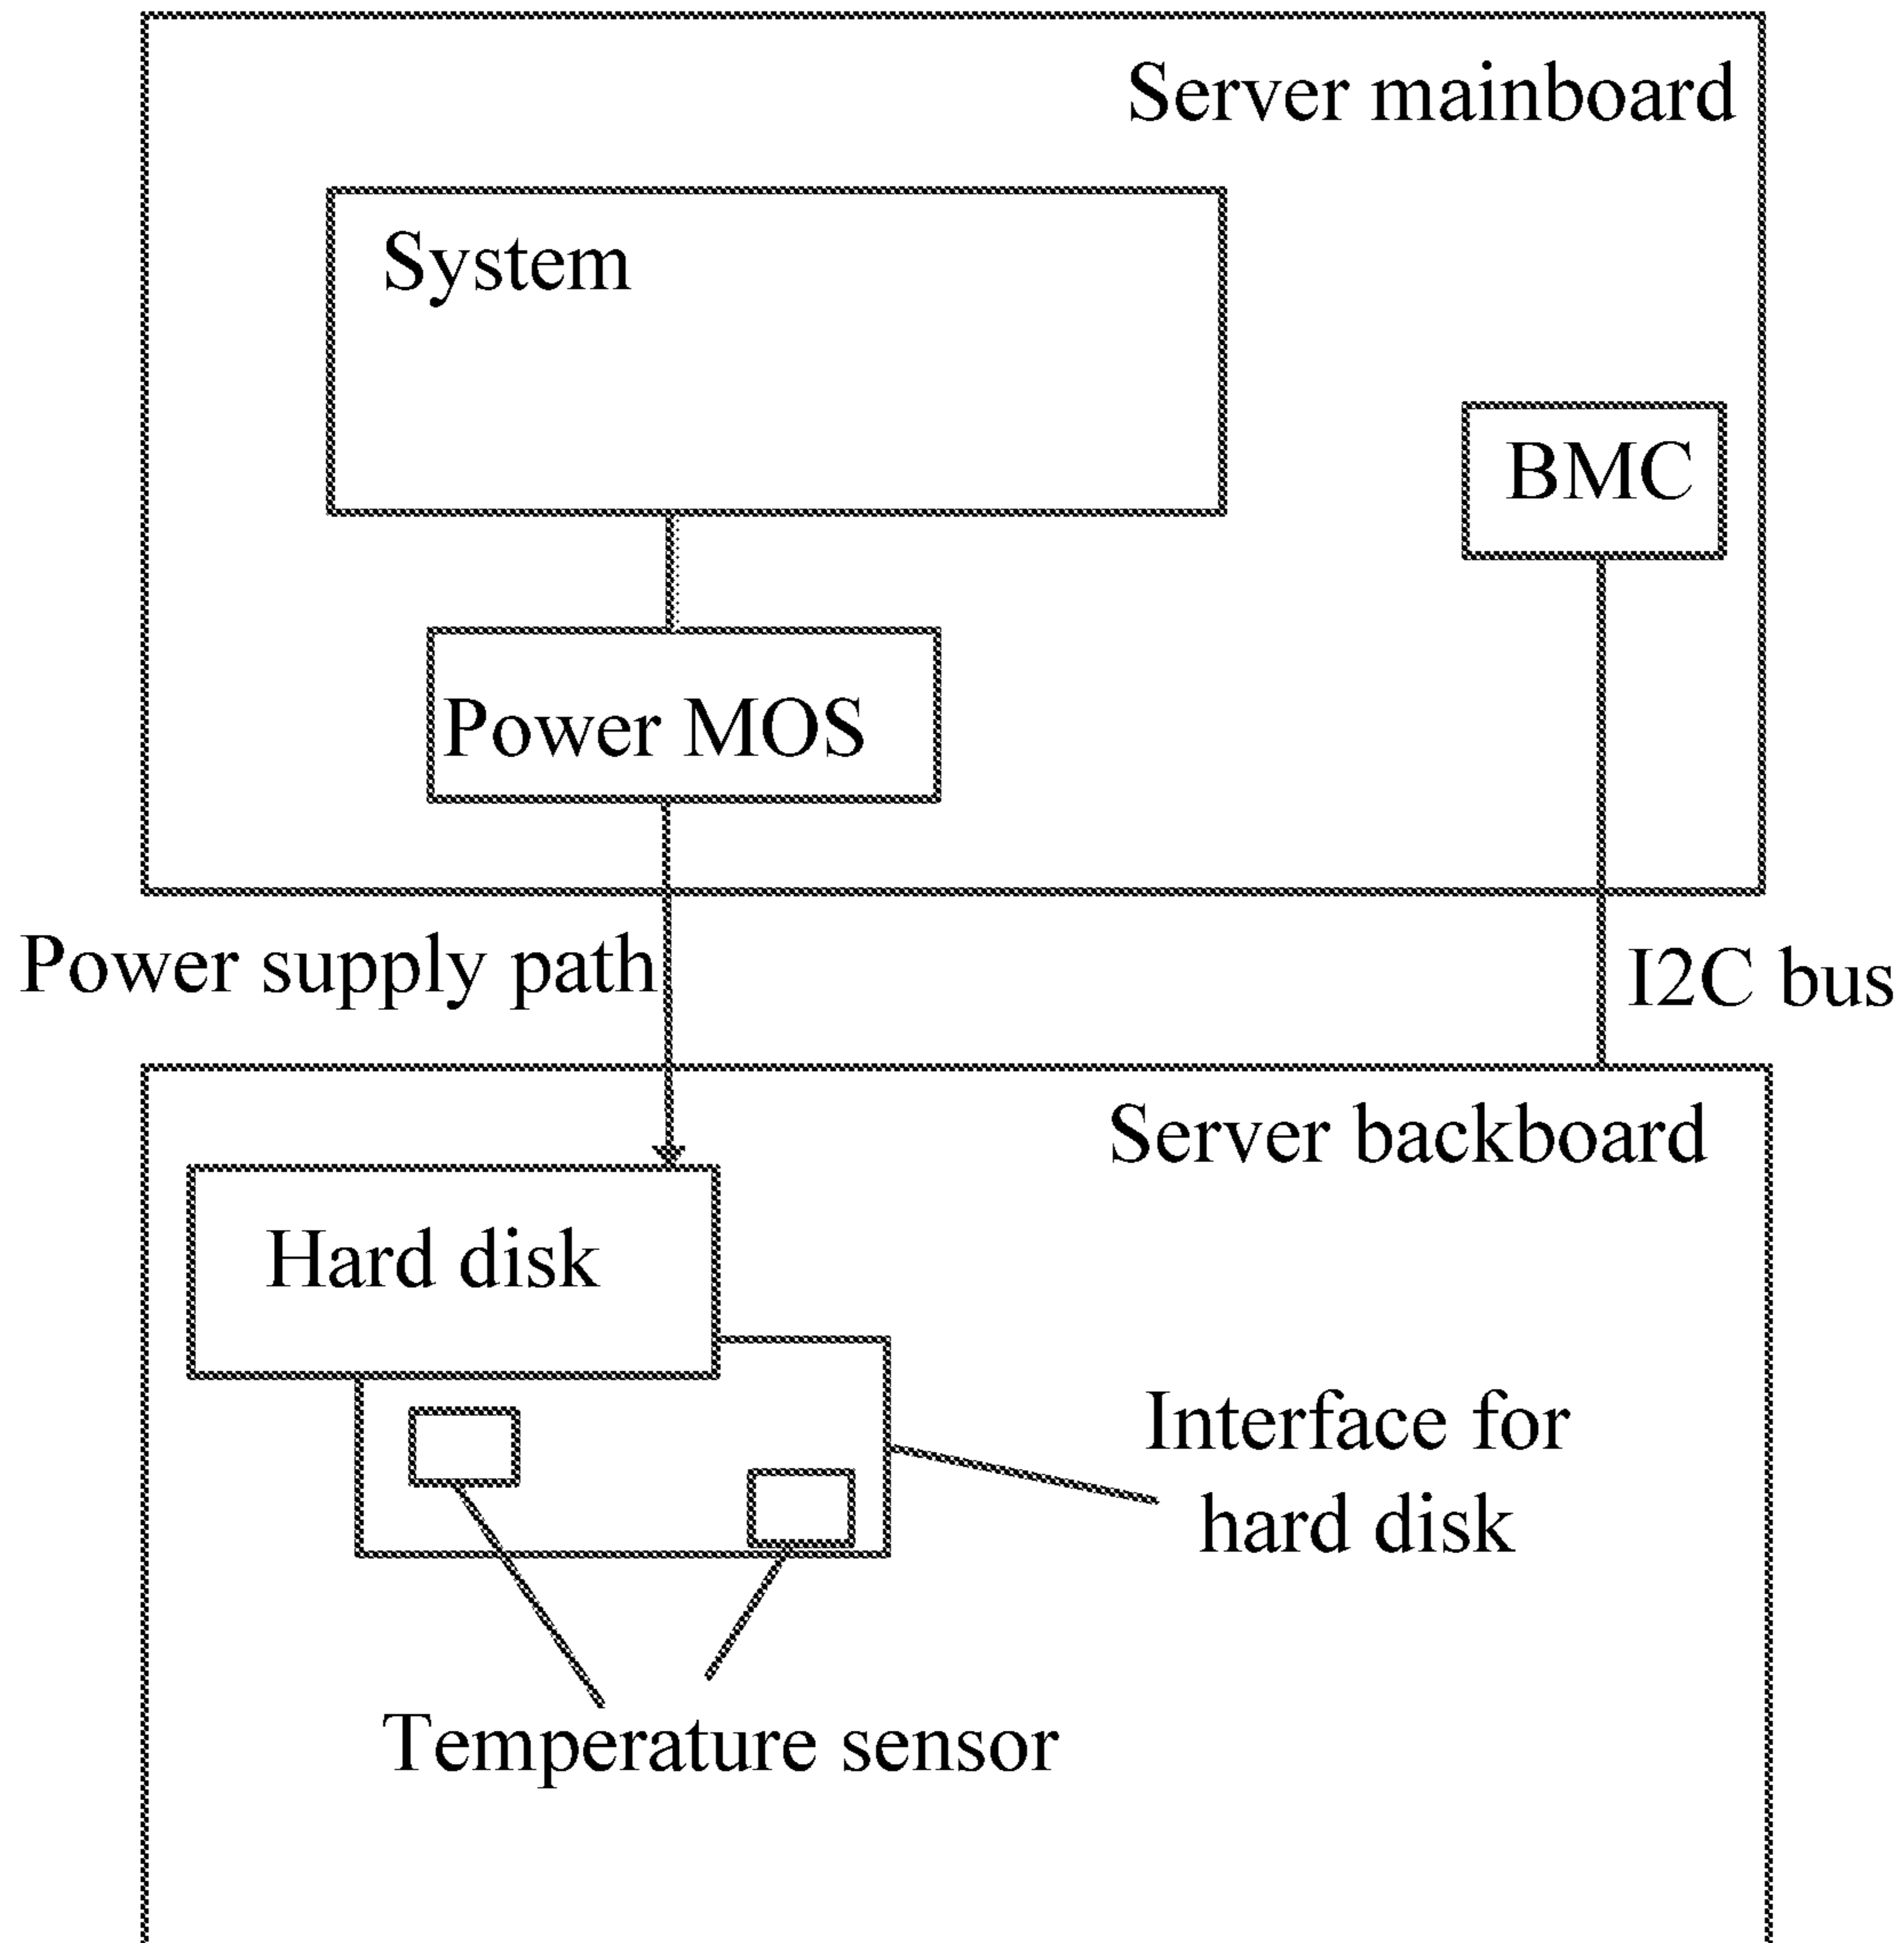 Server mainboard
System
BMC
Power MOS
Power supply path
I2C bus
Server backboard
Hard disk
Interface for
hard disk
Temperature sensor